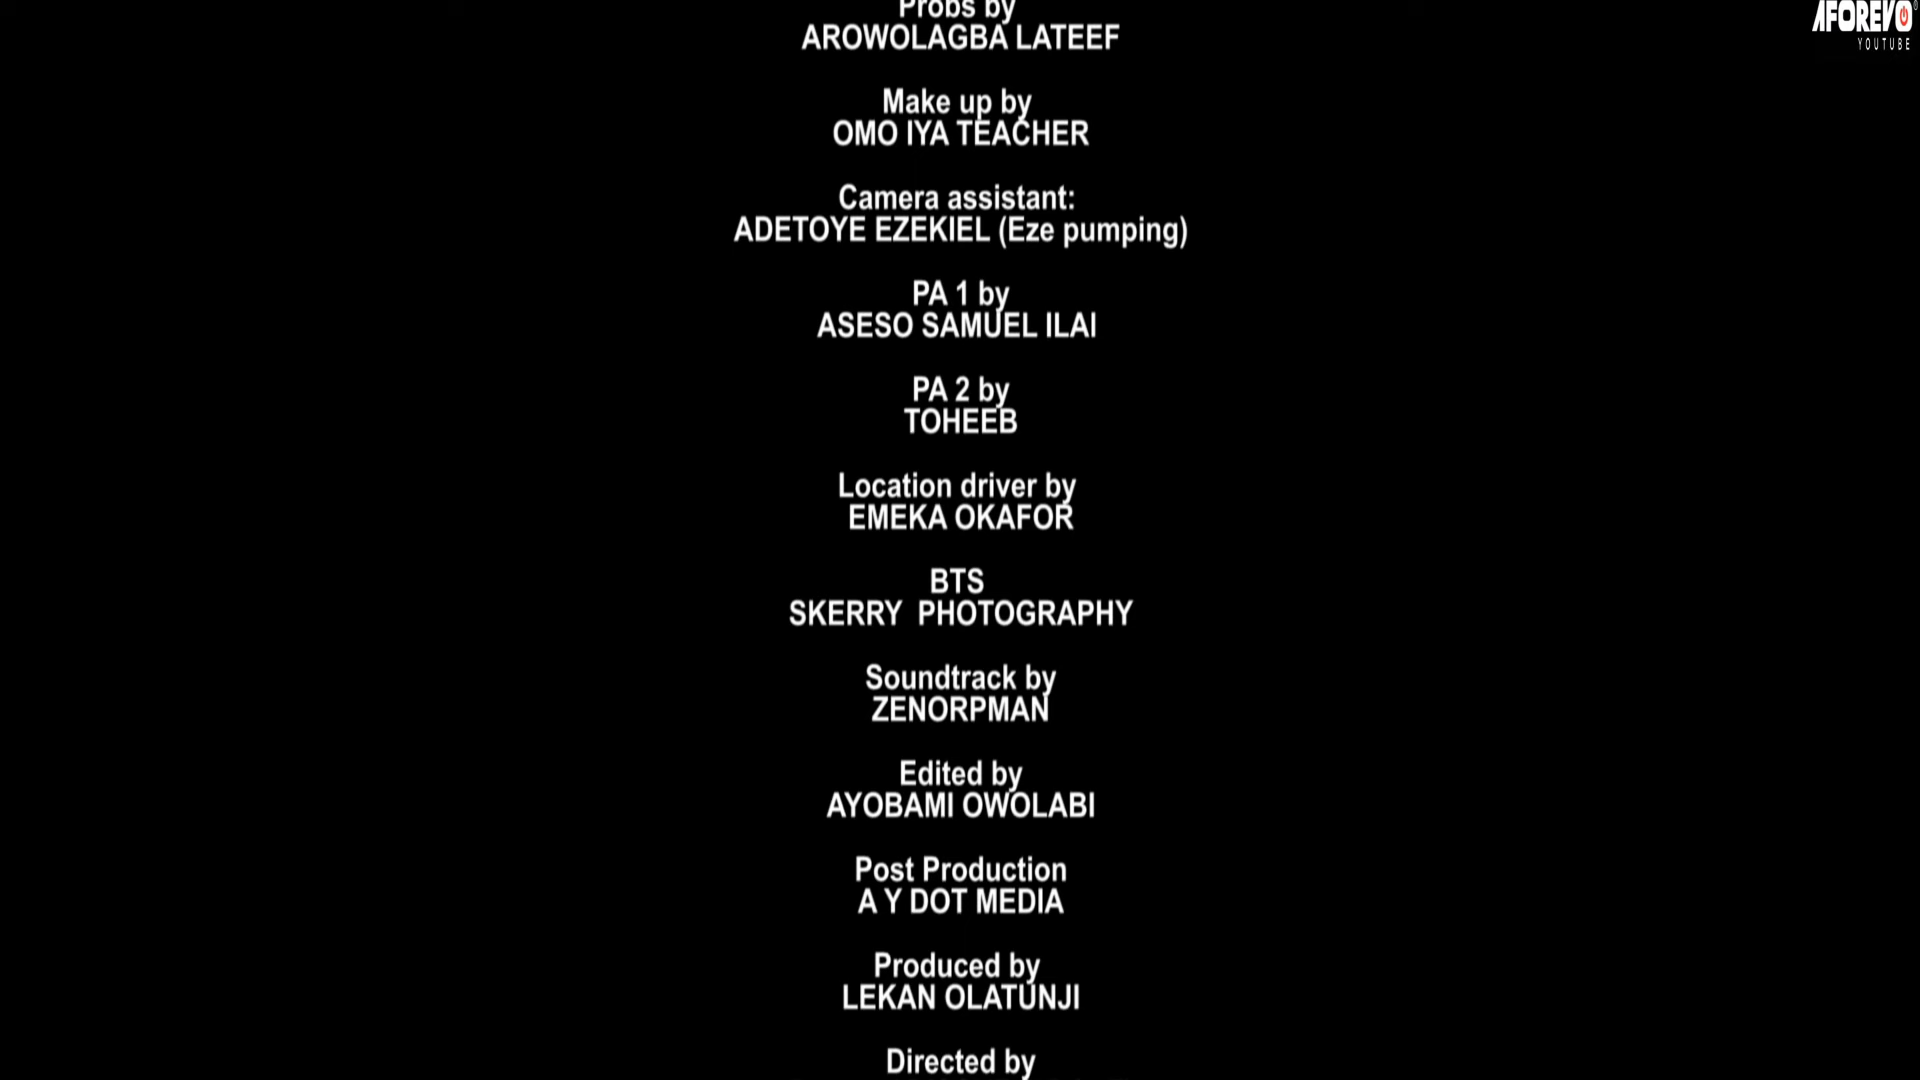 Probs by
AROWOLAGBA LATEEF
Make up by
OMO IYA TEACHER
Camera assistant:
ADETOYE EZEKIEL (Eze pumping)
PA 1 by
ASESO SAMUEL ILAI
PA 2 by
TOHEEB
Location driver by
EMEKA OKAFOR
BTS
SKERRY  PHOTOGRAPHY
Soundtrack by
ZENORPMAN
Edited by
AYOBAMI OWOLABI
Post Production
A Y DOT MEDIA
Produced by
LEKAN OLATUNJI
Directed by
AFOREVO
YOUTUBE